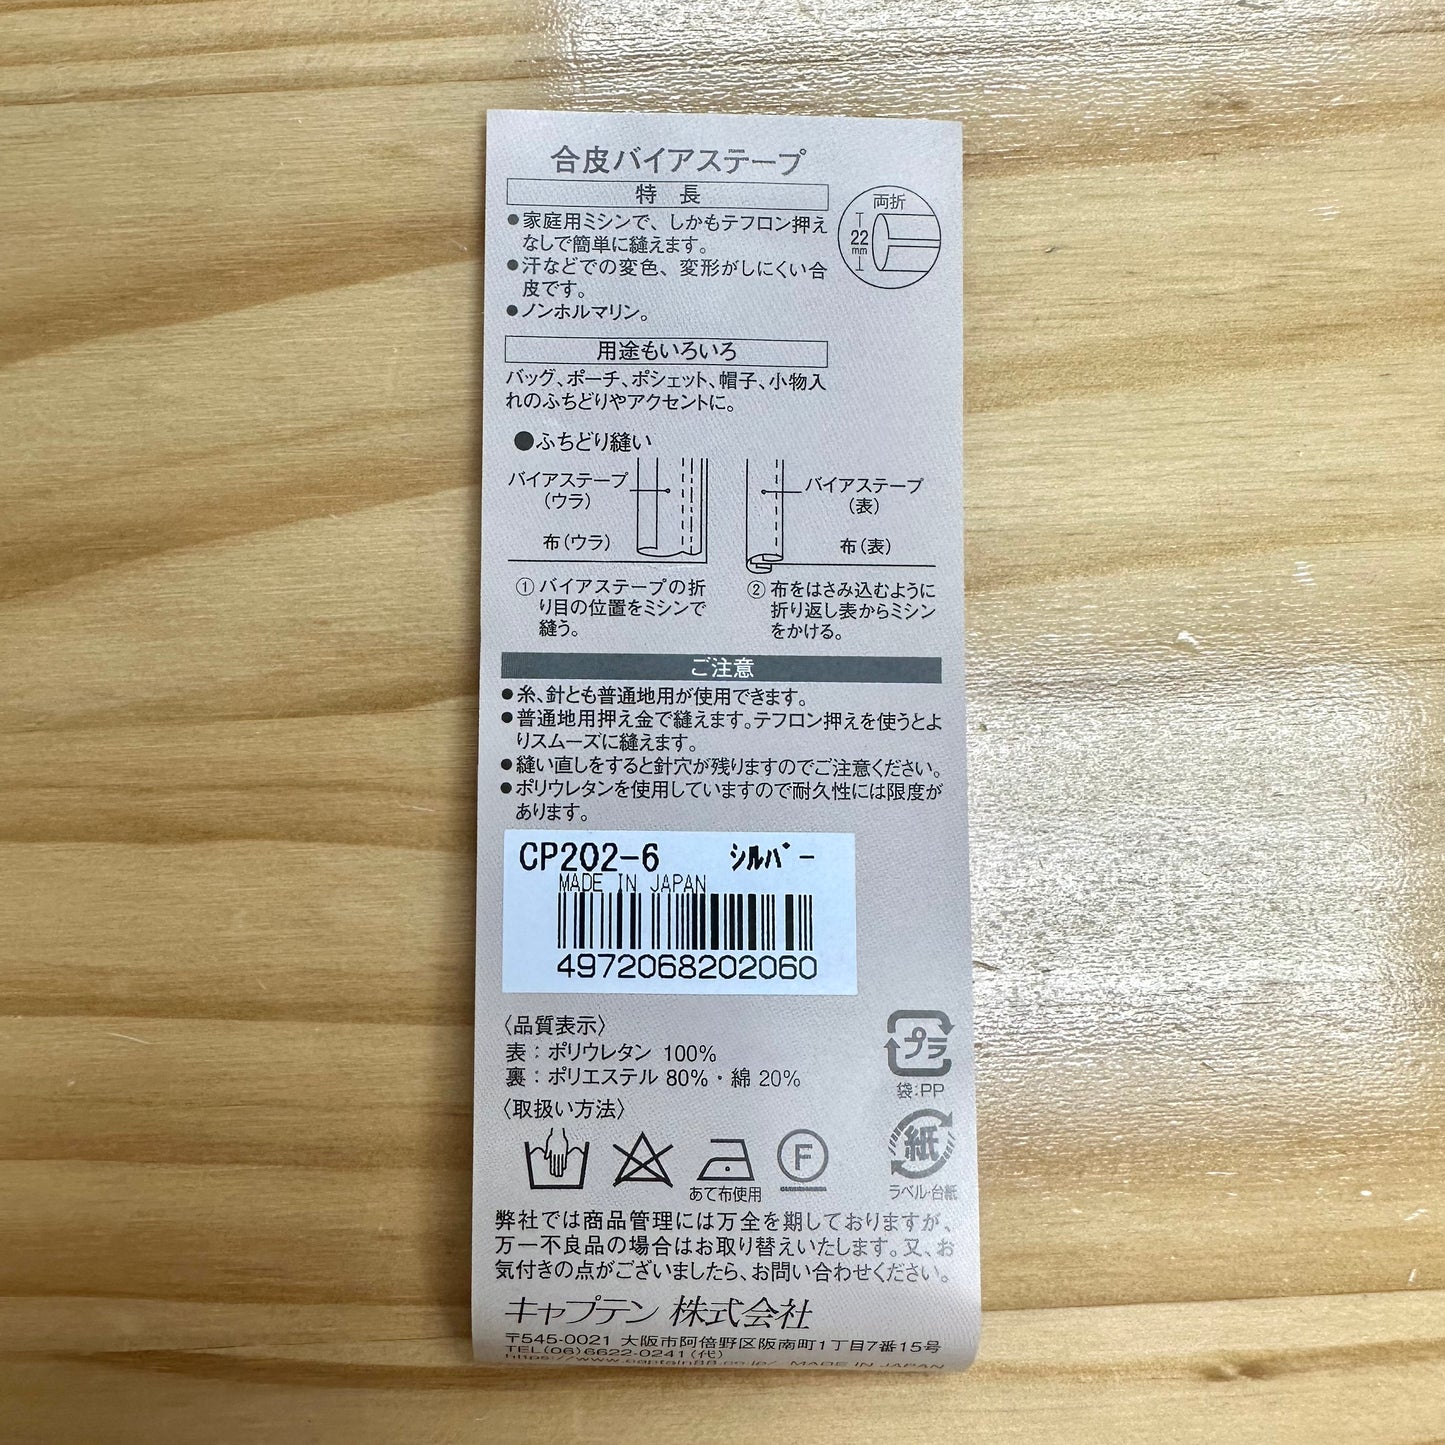 合皮バイアステープ
特長
●家庭用ミシンで、しかもテフロン押え
なしで簡単に縫えます。
●汗などでの変色、変形がしにくい合
皮です。
●ノンホルマリン。
両折
22
mm
用途もいろいろ
バッグ、ポーチ、ポシェット、帽子、小物入
れのふちどりやアクセントに。
●ふちどり縫い
バイアステープ
(ウラ)
布(ウラ)
① バイアステープの折
り目の位置をミシンで
縫う。
バイアステープ
(表)
布(表)
② 布をはさみ込むように
折り返し表からミシン
をかける。
ご注意
●糸、針とも普通地用が使用できます。
●普通地用押え金で縫えます。テフロン押えを使うとよ
りスムーズに縫えます。
●縫い直しをすると針穴が残りますのでご注意ください。
●ポリウレタンを使用していますので耐久性には限度が
あります。
CP202-6 シルバー
MADE IN JAPAN
4972068202060
〈品質表示〉
表：ポリウレタン 100%
裏：ポリエステル 80%・綿 20%
〈取扱い方法〉
あて布使用
F
プラ
袋:PP
紙
ラベル・台紙
弊社では商品管理には万全を期しておりますが、
万一不良品の場合はお取り替えいたします。又、お
気付きの点がございましたら、お問い合わせください。
キャプテン 株式会社
〒545-0021 大阪市阿倍野区阪南町1丁目7番15号
TEL(06)6622-0241(代)
https://www.captain88.co.jp/ MADE IN JAPAN